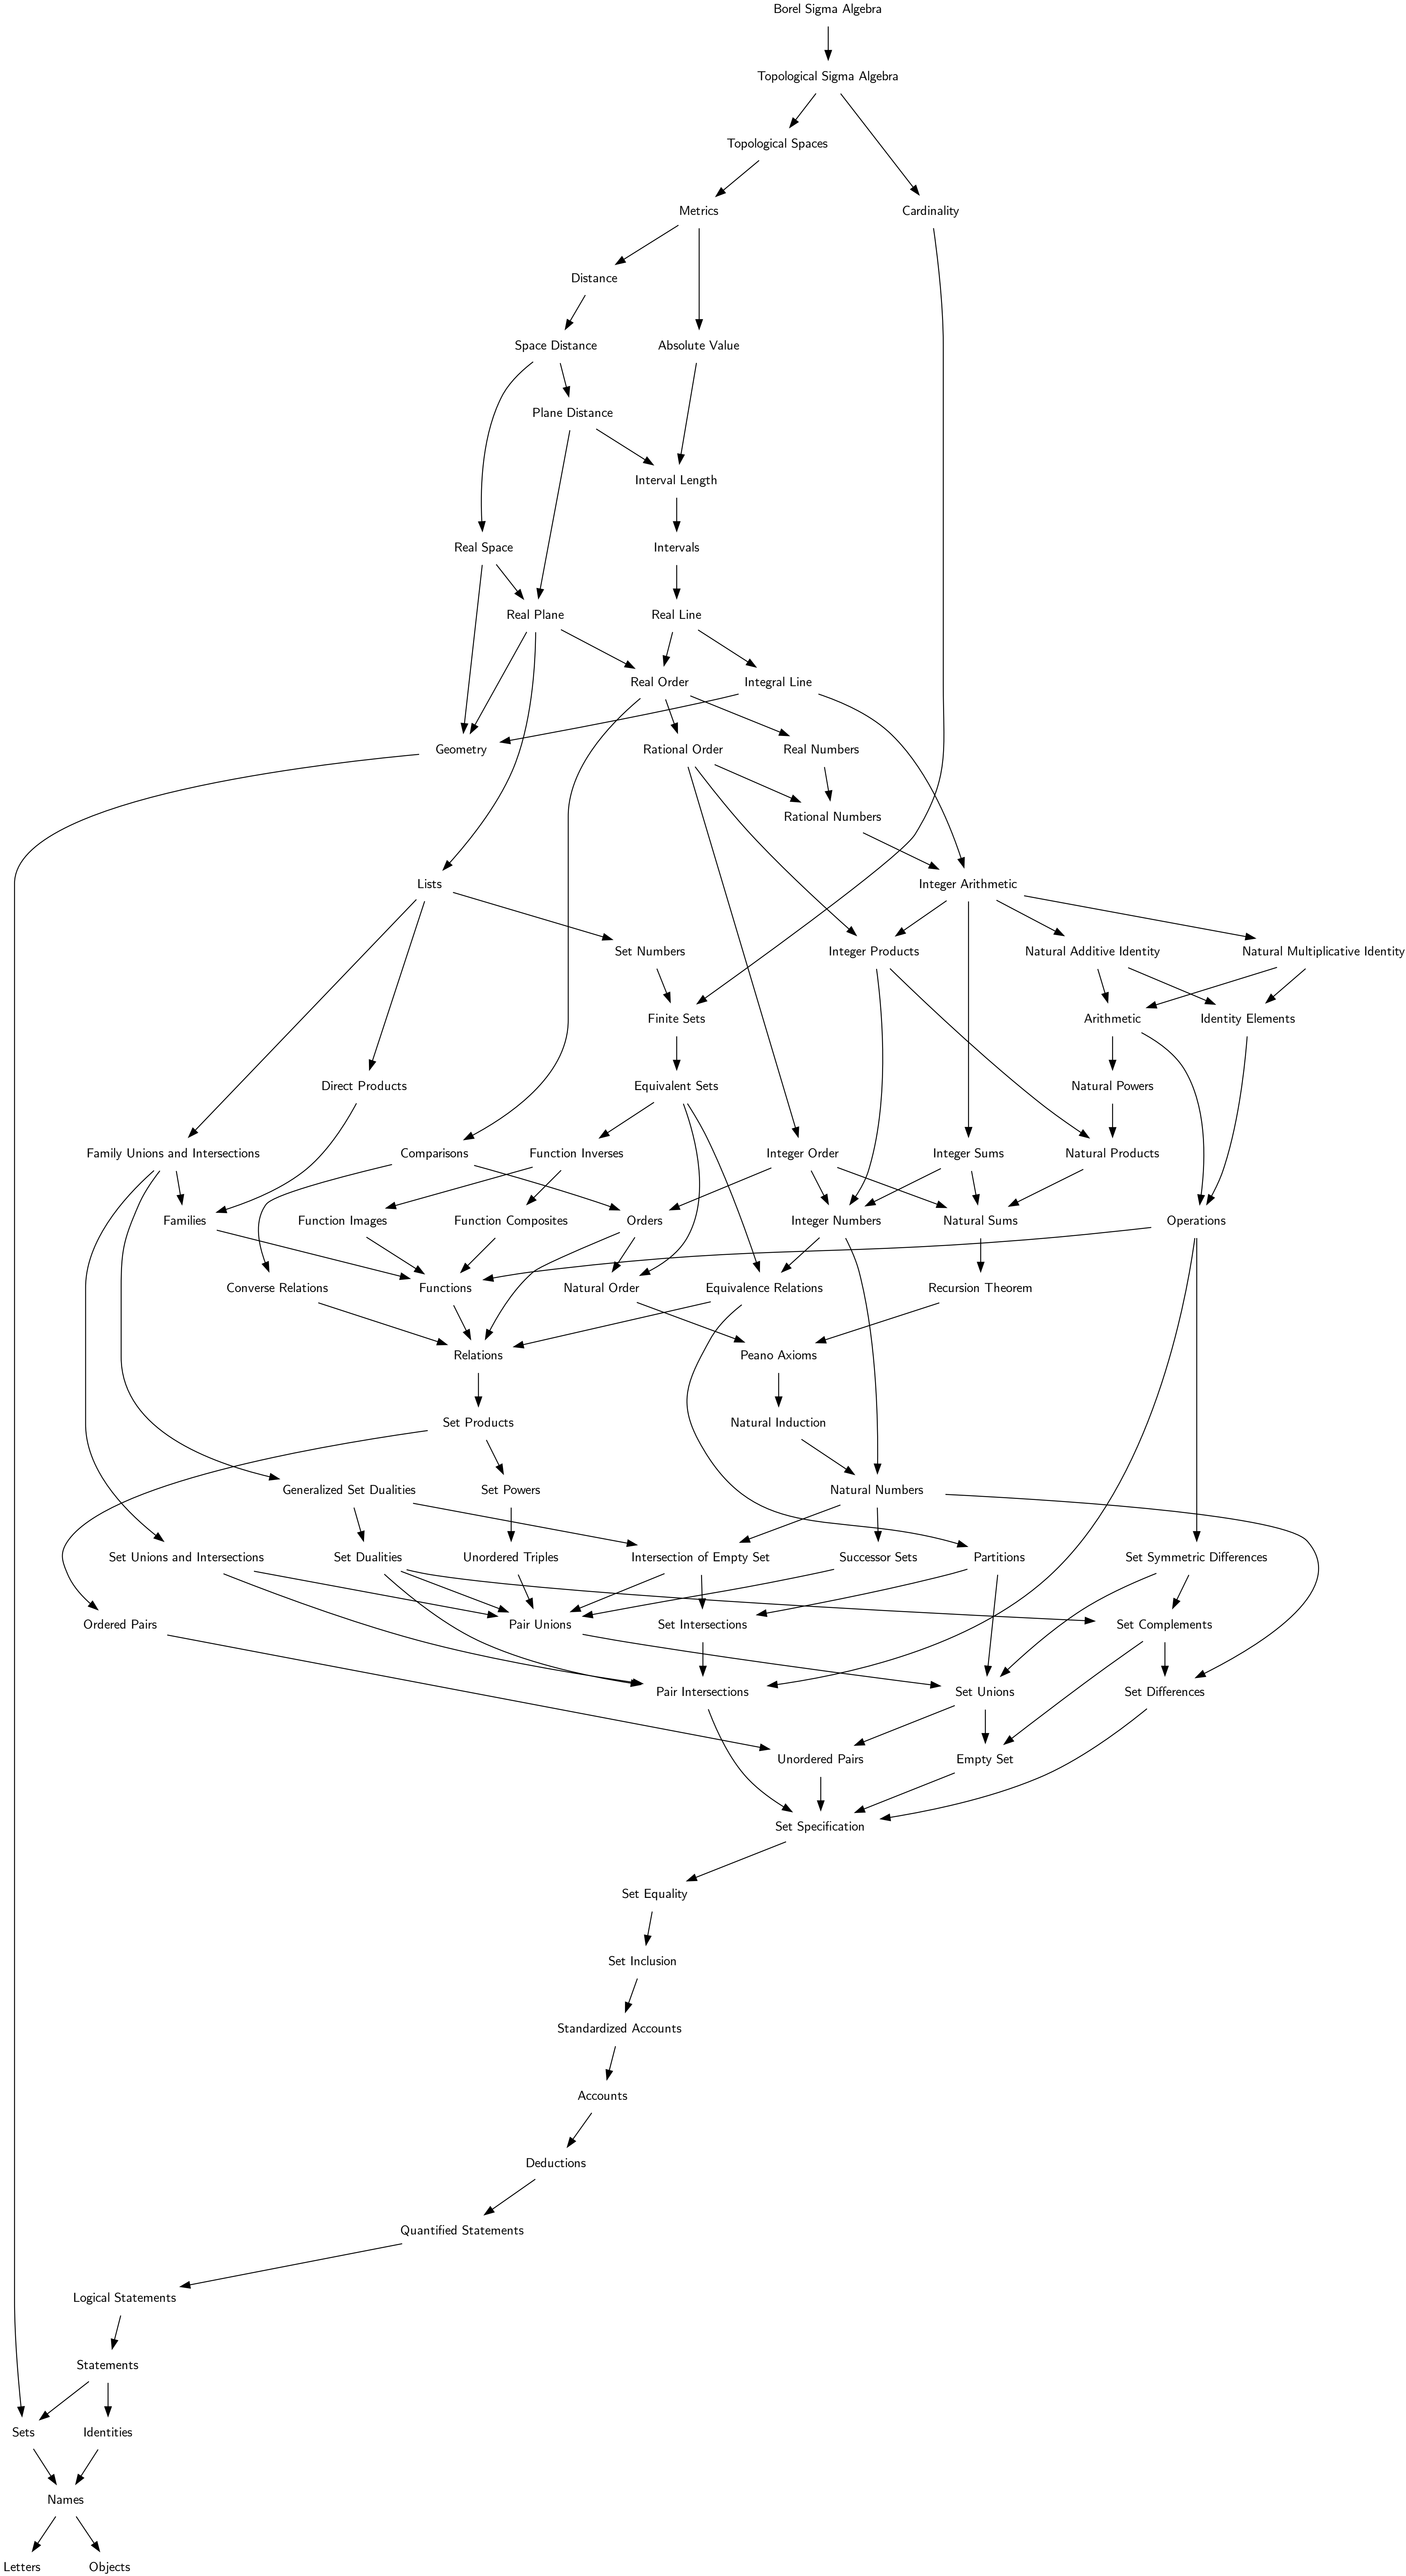 Borel Sigma Algebra
Topological Sigma Algebra
Topological Spaces
Metrics
Cardinality
Distance
Space Distance
Absolute Value
Plane Distance
Interval Length
Real Space
Intervals
Real Plane
Real Line
Real Order
Integral Line
Geometry
Rational Order
Real Numbers
Rational Numbers
Lists
Integer Arithmetic
Set Numbers
Integer Products
Natural Additive Identity
Natural Multiplicative Identity
Finite Sets
Arithmetic
Identity Elements
Direct Products
Equivalent Sets
Natural Powers
Family Unions and Intersections
Comparisons
Function Inverses
Integer Order
Integer Sums
Natural Products
Families
Function Images
Function Composites
Orders
Integer Numbers
Natural Sums
Operations
Converse Relations
Functions
Natural Order
Equivalence Relations
Recursion Theorem
Relations
Peano Axioms
Set Products
Natural Induction
Generalized Set Dualities
Set Powers
Natural Numbers
Set Unions and Intersections
Set Dualities
Unordered Triples
Intersection of Empty Set
Successor Sets
Partitions
Set Symmetric Differences
Ordered Pairs
Pair Unions
Set Intersections
Set Complements
Pair Intersections
Set Unions
Set Differences
Unordered Pairs
Empty Set
Set Specification
Set Equality
Set Inclusion
Standardized Accounts
Accounts
Deductions
Quantified Statements
Logical Statements
Statements
Sets
Identities
Names
Letters
Objects